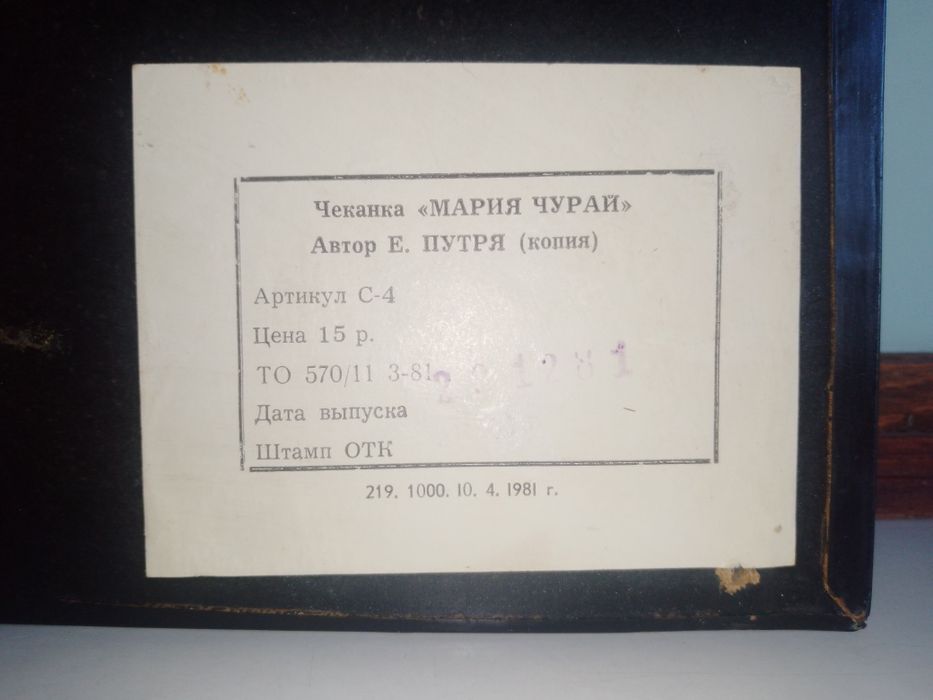 Чеканка «МАРИЯ ЧУРАЙ»
Автор Е. ПУТРЯ (копия)
Артикул С-4
Цена 15 р.
ТО 570/11 3-81
Дата выпуска
Штамп ОТК
219. 1000. 10. 4. 1981 г.